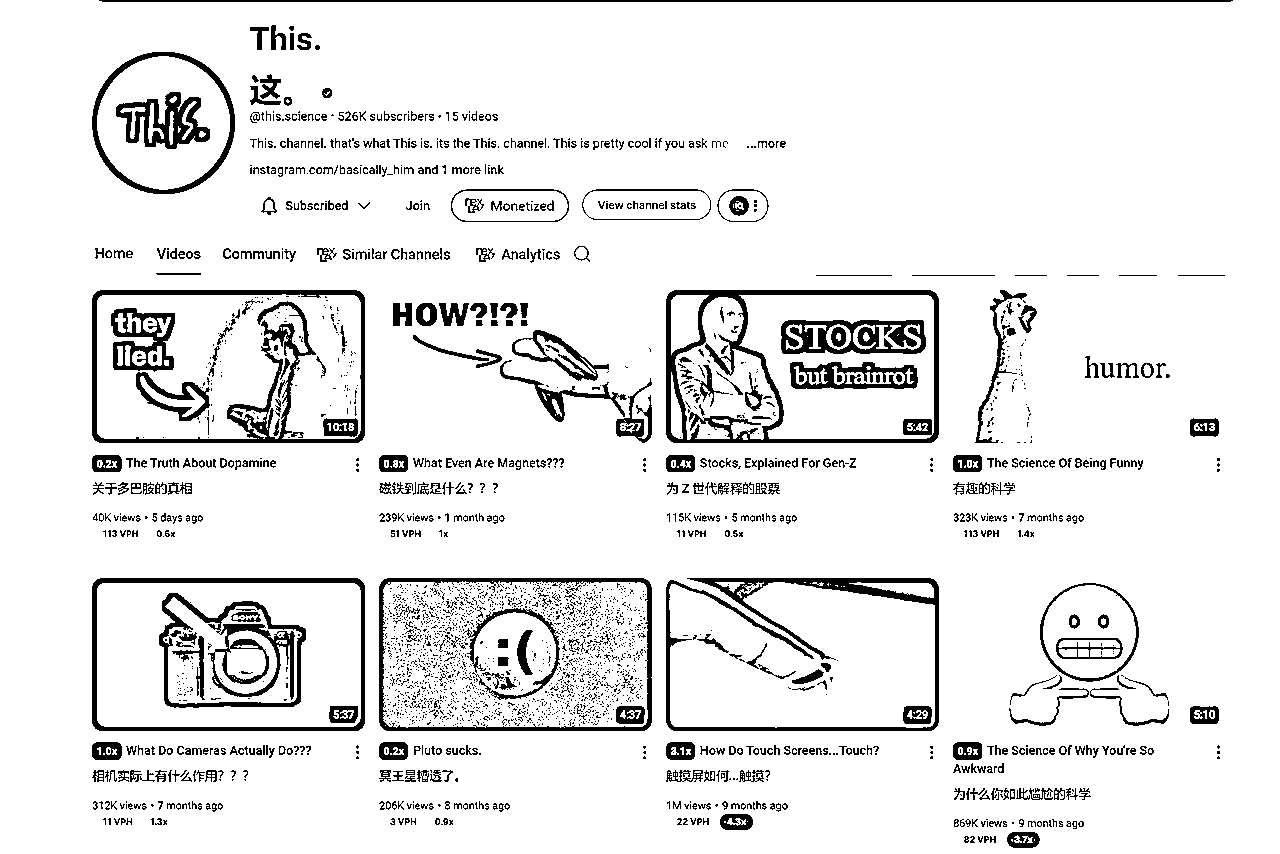 This.
这。
This.
@this.science • 526K subscribers • 15 videos
This. channel. that's what This is. its the This. channel. This is pretty cool if you ask me ...more
instagram.com/basically_him and 1 more link
Subscribed Join Monetized View channel stats
Home Videos Community Similar Channels Analytics
they
lied.
10:18
HOW?!?!
5:27
STOCKS
but brainrot
5:42
humor.
6:13
0.2x The Truth About Dopamine
关于多巴胺的真相
40K views • 5 days ago
113 VPH 0.6x
0.8x What Even Are Magnets???
磁铁到底是什么？？？
239K views • 1 month ago
51 VPH 1x
0.4x Stocks, Explained For Gen-Z
为 Z 世代解释的股票
115K views • 5 months ago
11 VPH 0.5x
1.0x The Science Of Being Funny
有趣的科学
323K views • 7 months ago
113 VPH 1.4x
SONY
5:37
4:37
4:29
5:10
1.0x What Do Cameras Actually Do???
相机实际上有什么作用？？？
312K views • 7 months ago
11 VPH 1.3x
0.2x Pluto sucks.
冥王星糟透了。
206K views • 8 months ago
3 VPH 0.9x
3.1x How Do Touch Screens...Touch?
触摸屏如何...触摸？
1M views • 9 months ago
22 VPH 4.3x
0.9x The Science Of Why You're So
Awkward
为什么你如此尴尬的科学
869K views • 9 months ago
82 VPH 3.7x